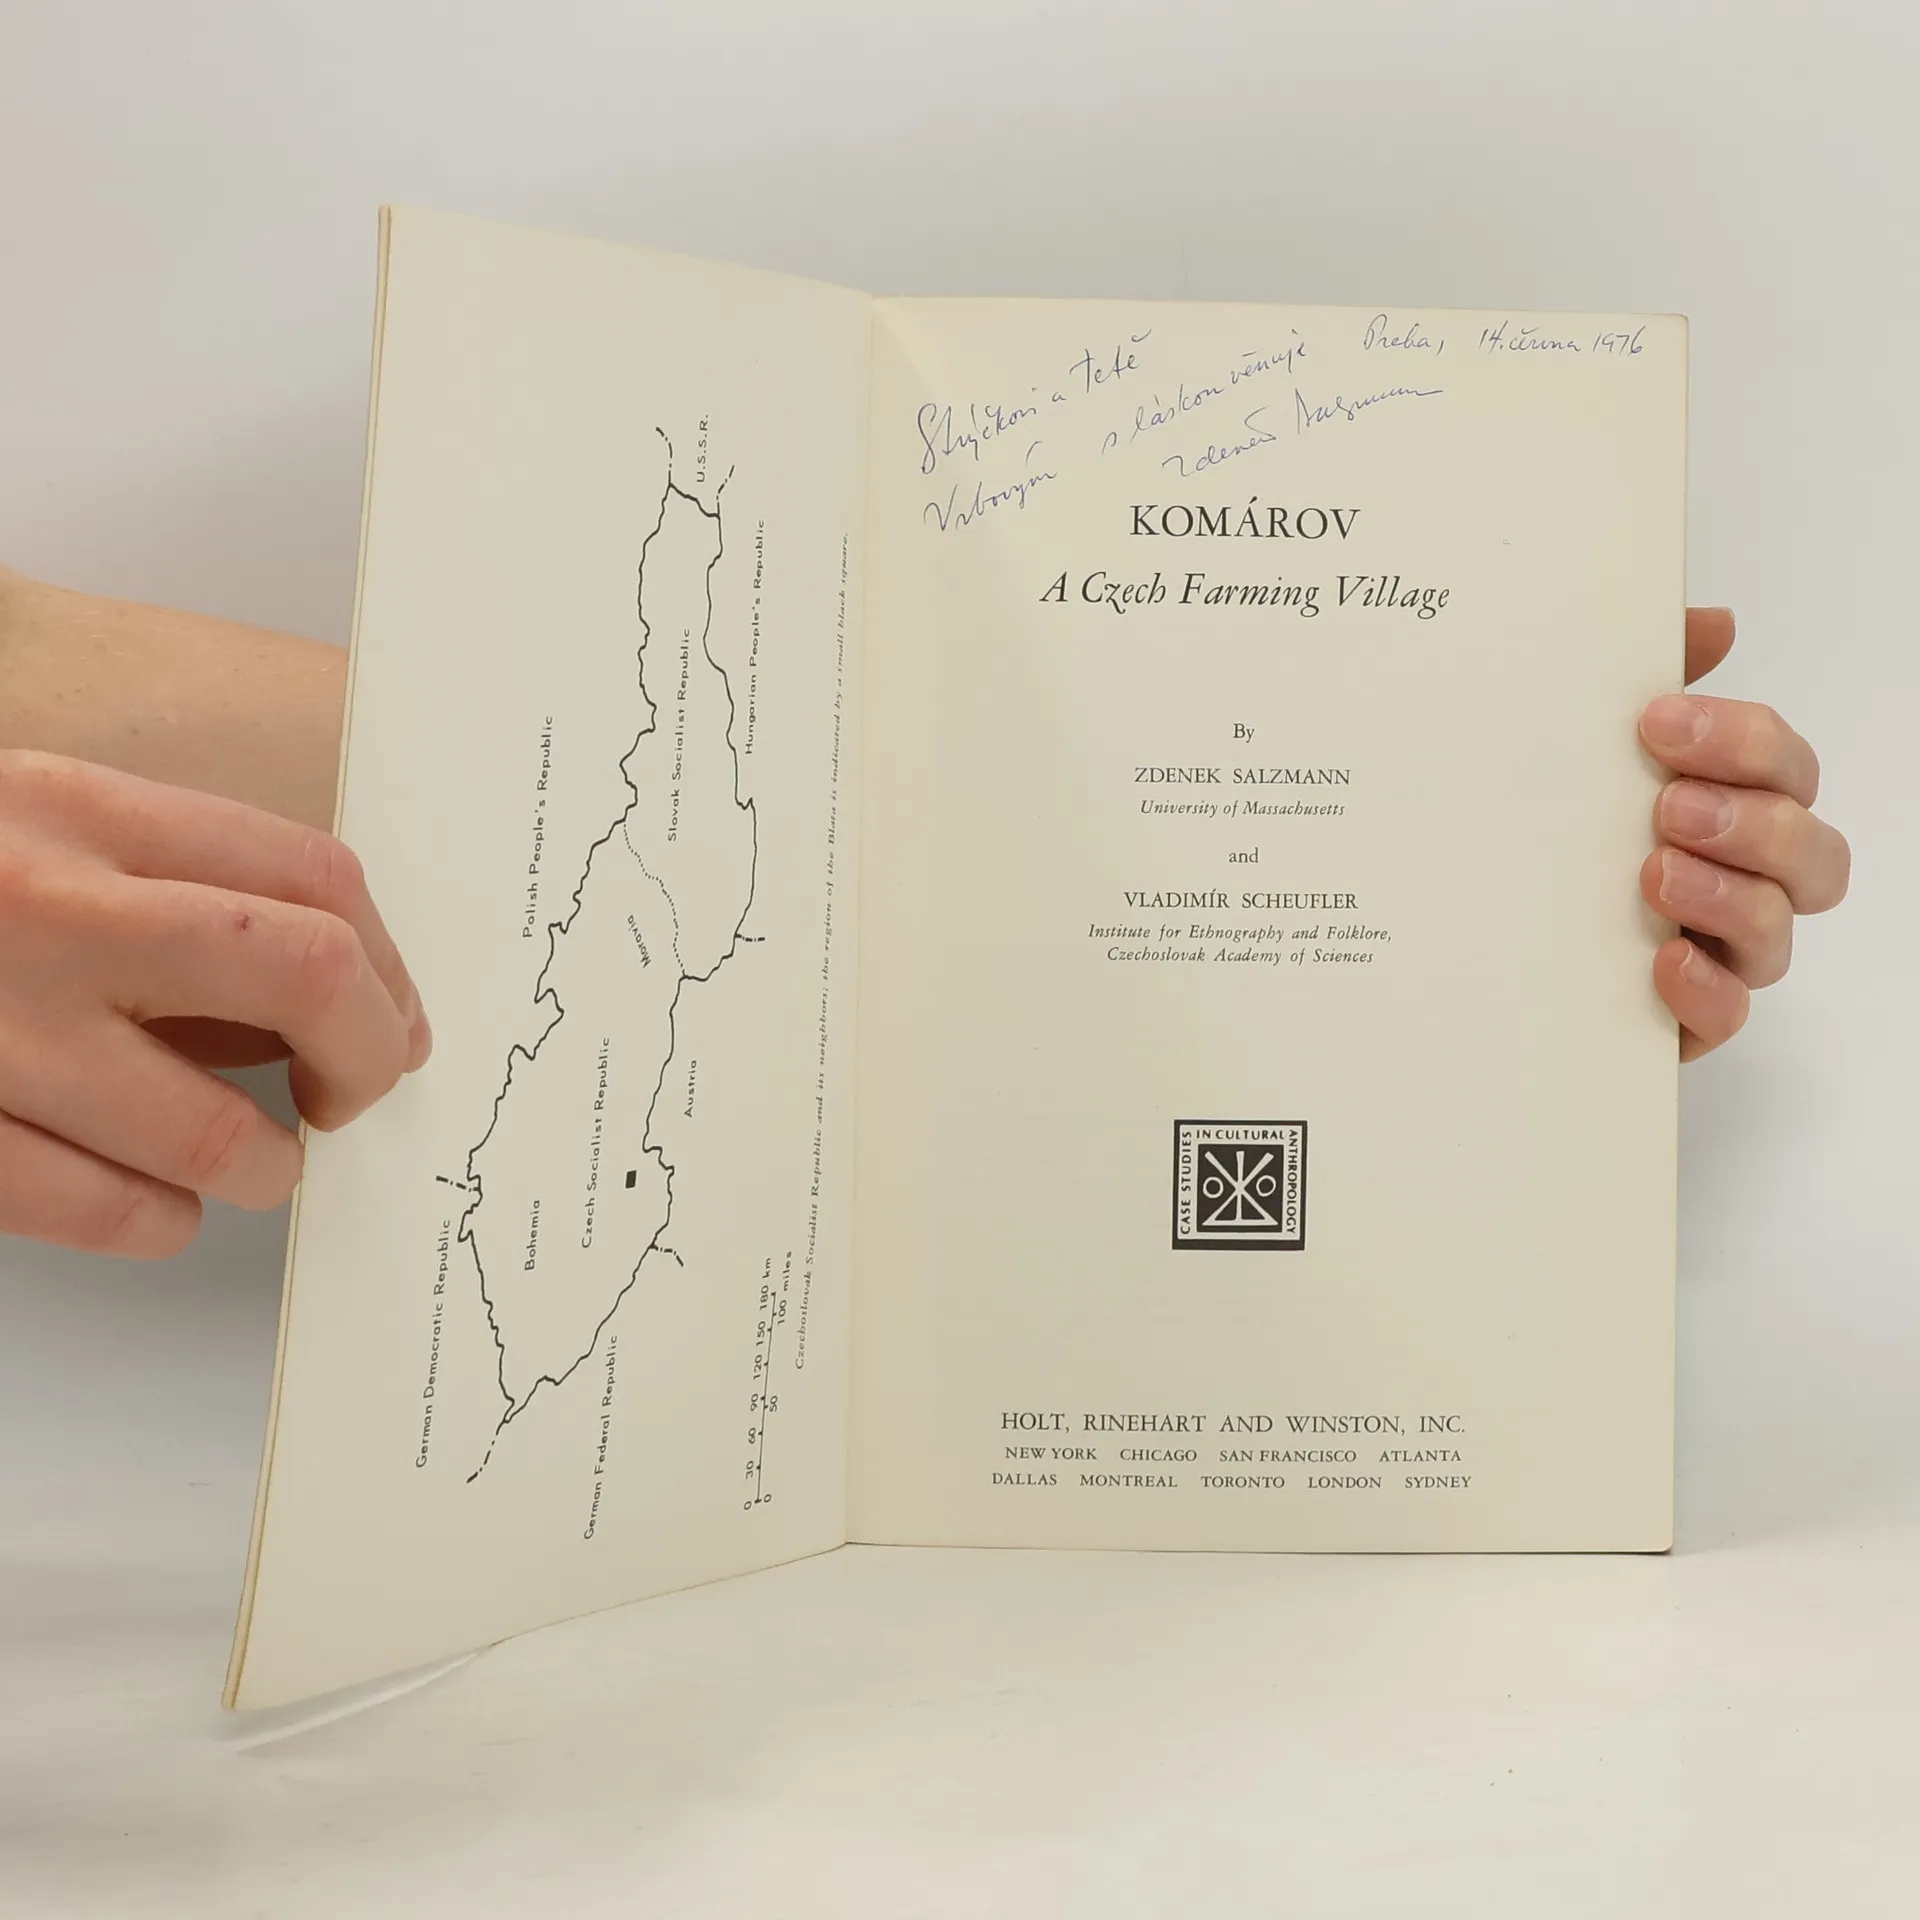 U.S.S.R.
Polish People's Republic
Slovak Socialist Republic
Hungarian People's Republic
Moravia
German Democratic Republic
Bohemia
Czech Socialist Republic
Austria
German Federal Republic
0 30 60 90 120 150 180 km
0 50 100 miles
Czechoslovak Socialist Republic and its neighbors; the region of the Blata is indicated by a small black square.
Praha, 14. června 1976
Strýčkovi a tetě
Vrbovým s láskou věnuje
Zdeněk Salzmann
KOMÁROV
A Czech Farming Village
By
ZDENEK SALZMANN
University of Massachusetts
and
VLADIMÍR SCHEUFLER
Institute for Ethnography and Folklore,
Czechoslovak Academy of Sciences
CASE STUDIES
IN CULTURAL
ANTHROPOLOGY
HOLT, RINEHART AND WINSTON, INC.
NEW YORK CHICAGO SAN FRANCISCO ATLANTA
DALLAS MONTREAL TORONTO LONDON SYDNEY